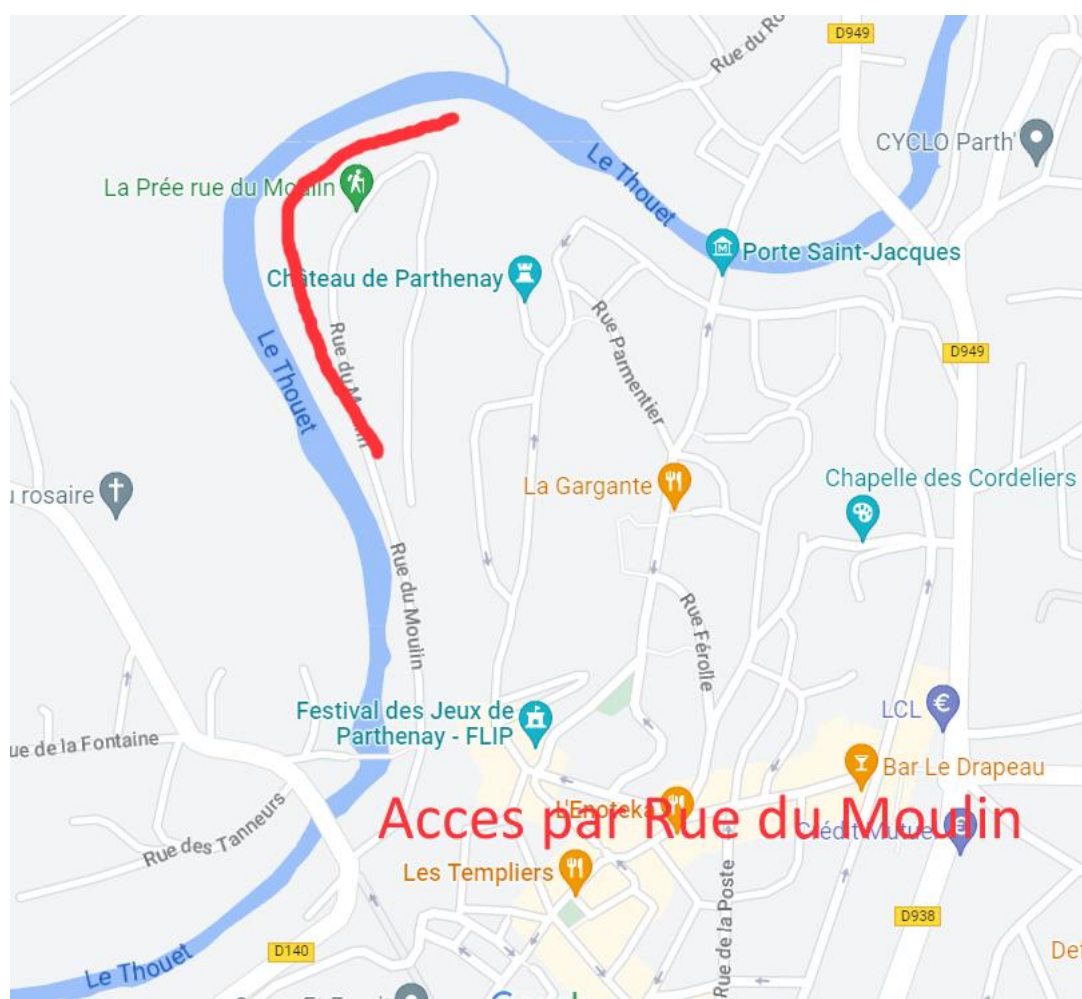 D949
Rue du Ro
CYCLO Parth'
Le Thouet
La Prée rue du Moulin
Porte Saint-Jacques
Château de Parthenay
Rue Parmentier
Le Thouet
Rue du Moulin
D949
La Gargante
Chapelle des Cordeliers
rosaire
Rue du Moulin
Rue Férolle
Festival des Jeux de
Parthenay - FLIP
LCL
ue de la Fontaine
Bar Le Drapeau
L'Enoteka
Acces par Rue du Moulin
Crédit Mutuel
Rue des Tanneurs
Les Templiers
Rue de la Poste
D938
D140
Le Thouet